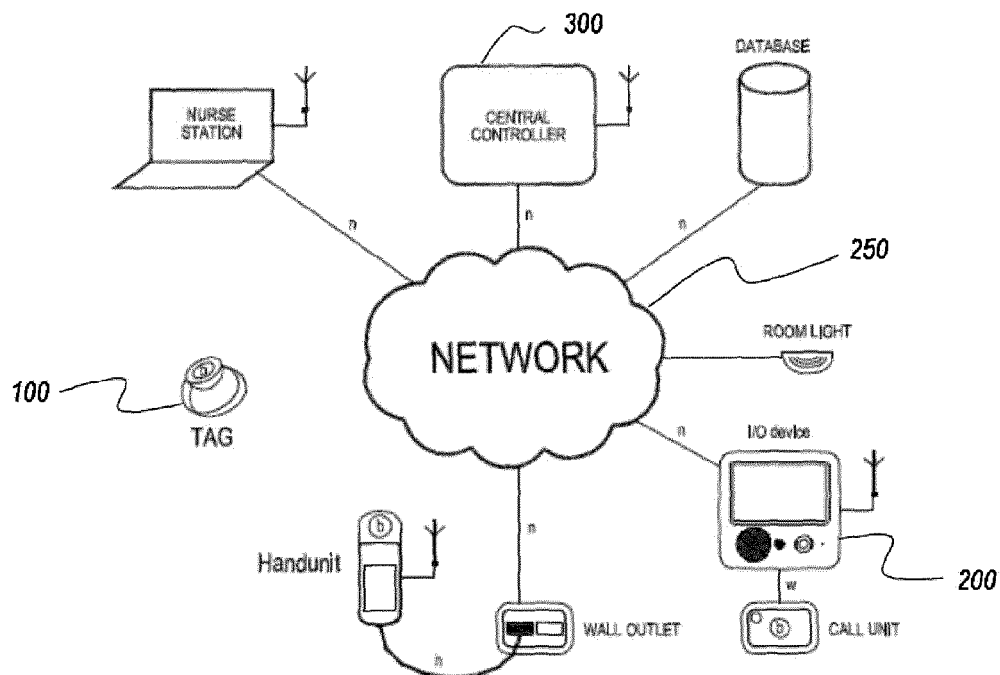 300
DATABASE
NURSE
STATION
CENTRAL
CONTROLLER
n
n
n
250
NETWORK
ROOM LIGHT
100
TAG
n
I/O device
n
b
Handunit
200
w
WALL OUTLET
b
CALL UNIT
h